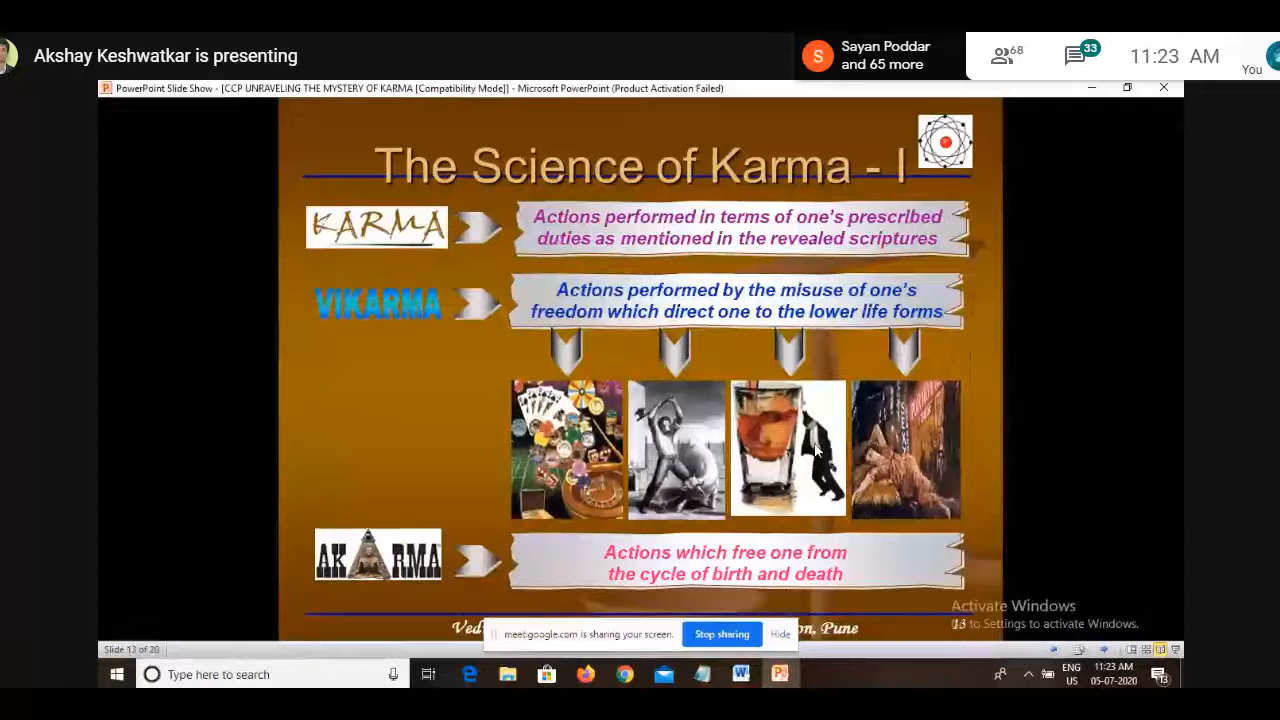 Akshay Keshwatkar is presenting
S
Sayan Poddar
and 65 more
68
33
11:23 AM
You
PowerPoint Slide Show - [CCP UNRAVELING THE MYSTERY OF KARMA [Compatibility Mode]] - Microsoft PowerPoint (Product Activation Failed)
The Science of Karma - I
KARMA
Actions performed in terms of one's prescribed
duties as mentioned in the revealed scriptures
VIKARMA
Actions performed by the misuse of one's
freedom which direct one to the lower life forms
AKARMA
Actions which free one from
the cycle of birth and death
Activate Windows
to Settings to activate Windows.
13
Pune
meet.google.com is sharing your screen.
Stop sharing
Hide
Slide 13 of 20
Type here to search
ENG
US
11:23 AM
05-07-2020